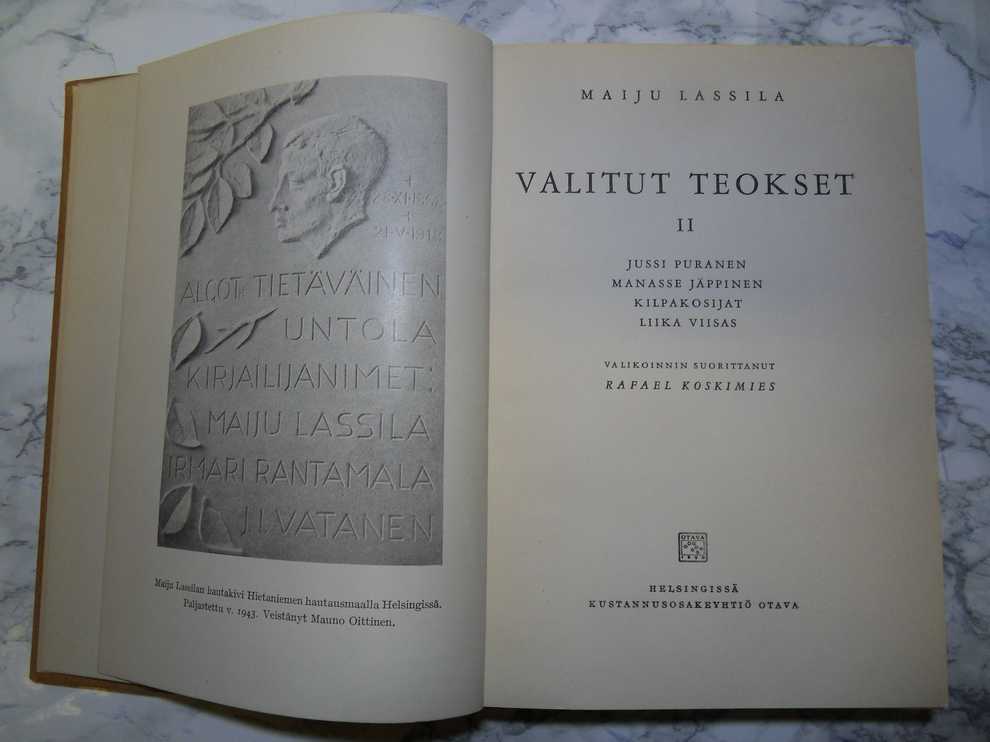 28·XI·1868
21·V·1918
ALGOT TIETÄVÄINEN
UNTOLA
KIRJAILIJANIMET:
MAIJU LASSILA
IRMARI RANTAMALA
J.I. VATANEN
Maiju Lassilan hautakivi Hietaniemen hautausmaalla Helsingissä.
Paljastettu v. 1943. Veistänyt Mauno Oittinen.
MAIJU LASSILA
VALITUT TEOKSET
II
JUSSI PURANEN
MANASSE JÄPPINEN
KILPAKOSIJAT
LIIKA VIISAS
VALIKOINNIN SUORITTANUT
RAFAEL KOSKIMIES
OTAVA
1890
HELSINGISSÄ
KUSTANNUSOSAKEYHTIÖ OTAVA